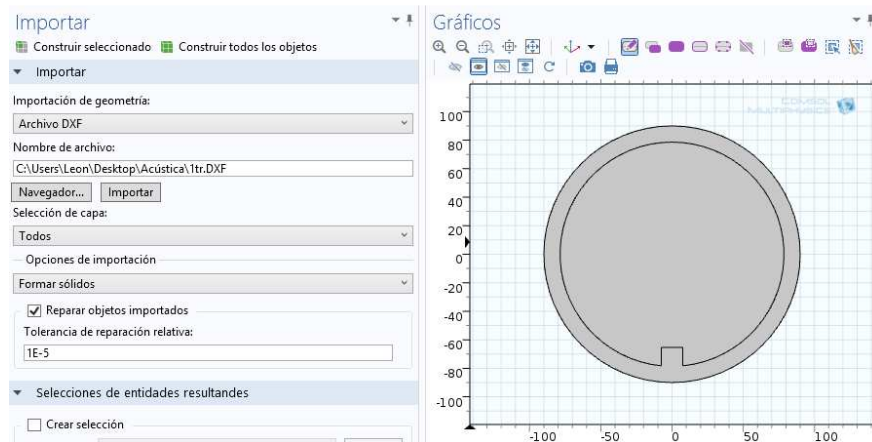 Importar
Construir seleccionado Construir todos los objetos
Importar
Importación de geometría:
Archivo DXF
Nombre de archivo:
C:\Users\Leon\Desktop\Acústica\1tr.DXF
Navegador... Importar
Selección de capa:
Todos
Opciones de importación
Formar sólidos
Reparar objetos importados
Tolerancia de reparación relativa:
1E-5
Selecciones de entidades resultandes
Crear selección
Gráficos
COMSOL
MULTIPHYSICS
100
80
60
40
20
0
-20
-40
-60
-80
-100
-100 -50 0 50 100